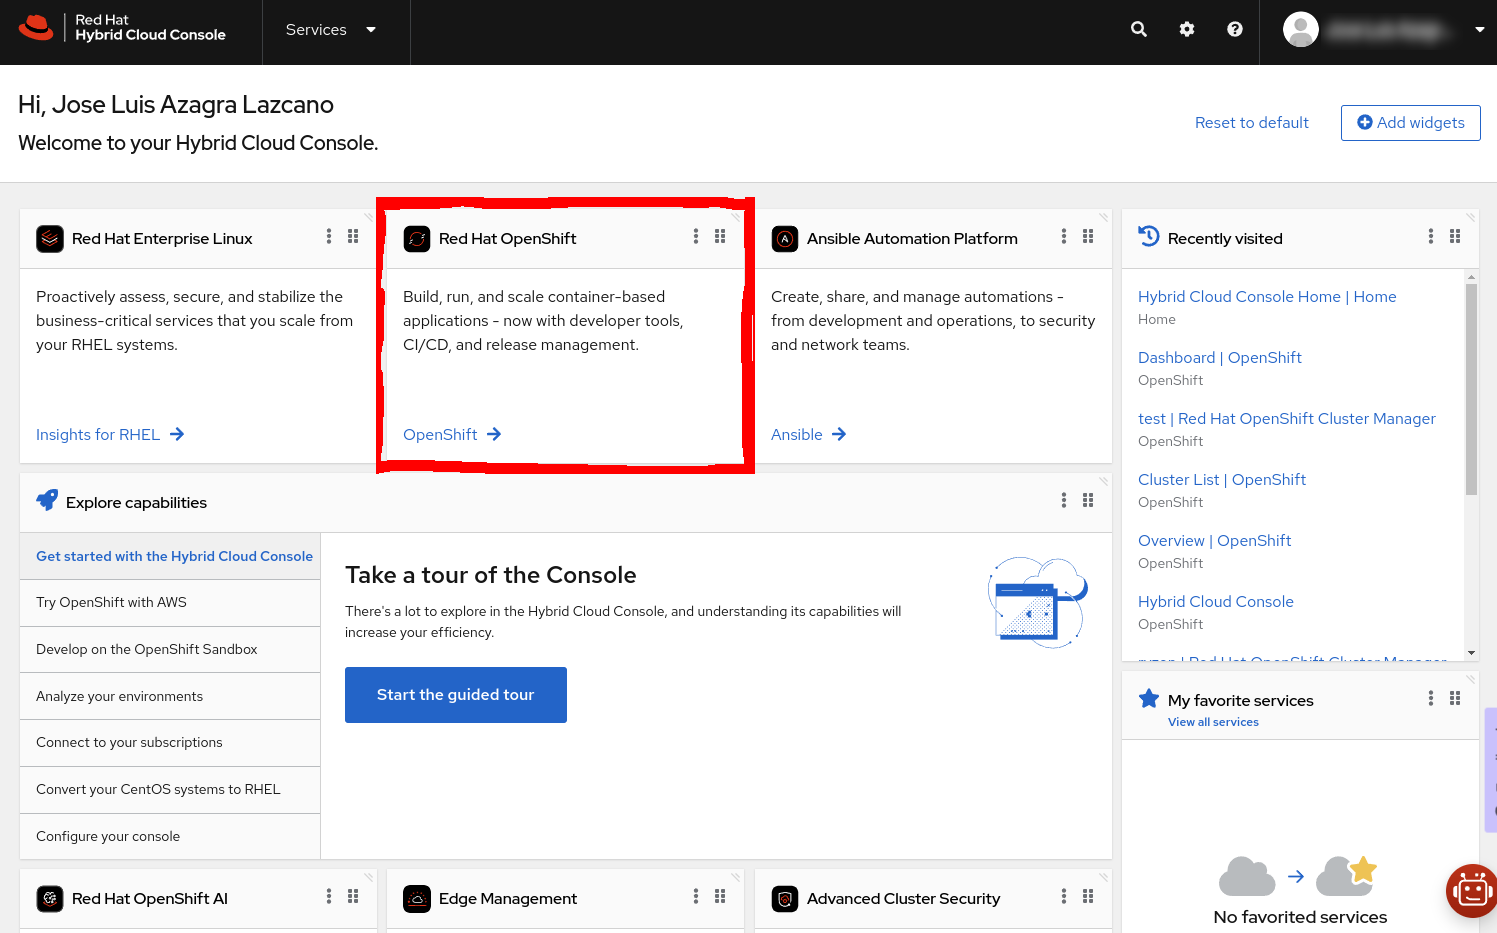 Red Hat
Hybrid Cloud Console
Services
Hi, Jose Luis Azagra Lazcano
Welcome to your Hybrid Cloud Console.
Reset to default
Add widgets
Red Hat Enterprise Linux
Proactively assess, secure, and stabilize the
business-critical services that you scale from
your RHEL systems.
Insights for RHEL
Red Hat OpenShift
Build, run, and scale container-based
applications - now with developer tools,
CI/CD, and release management.
OpenShift
Ansible Automation Platform
Create, share, and manage automations -
from development and operations, to security
and network teams.
Ansible
Recently visited
Hybrid Cloud Console Home | Home
Home
Dashboard | OpenShift
OpenShift
test | Red Hat OpenShift Cluster Manager
OpenShift
Cluster List | OpenShift
OpenShift
Overview | OpenShift
OpenShift
Hybrid Cloud Console
OpenShift
Red Hat OpenShift Cluster Manager
Explore capabilities
Get started with the Hybrid Cloud Console
Try OpenShift with AWS
Develop on the OpenShift Sandbox
Analyze your environments
Connect to your subscriptions
Convert your CentOS systems to RHEL
Configure your console
Take a tour of the Console
There's a lot to explore in the Hybrid Cloud Console, and understanding its capabilities will
increase your efficiency.
Start the guided tour
My favorite services
View all services
No favorited services
Red Hat OpenShift AI
Edge Management
Advanced Cluster Security